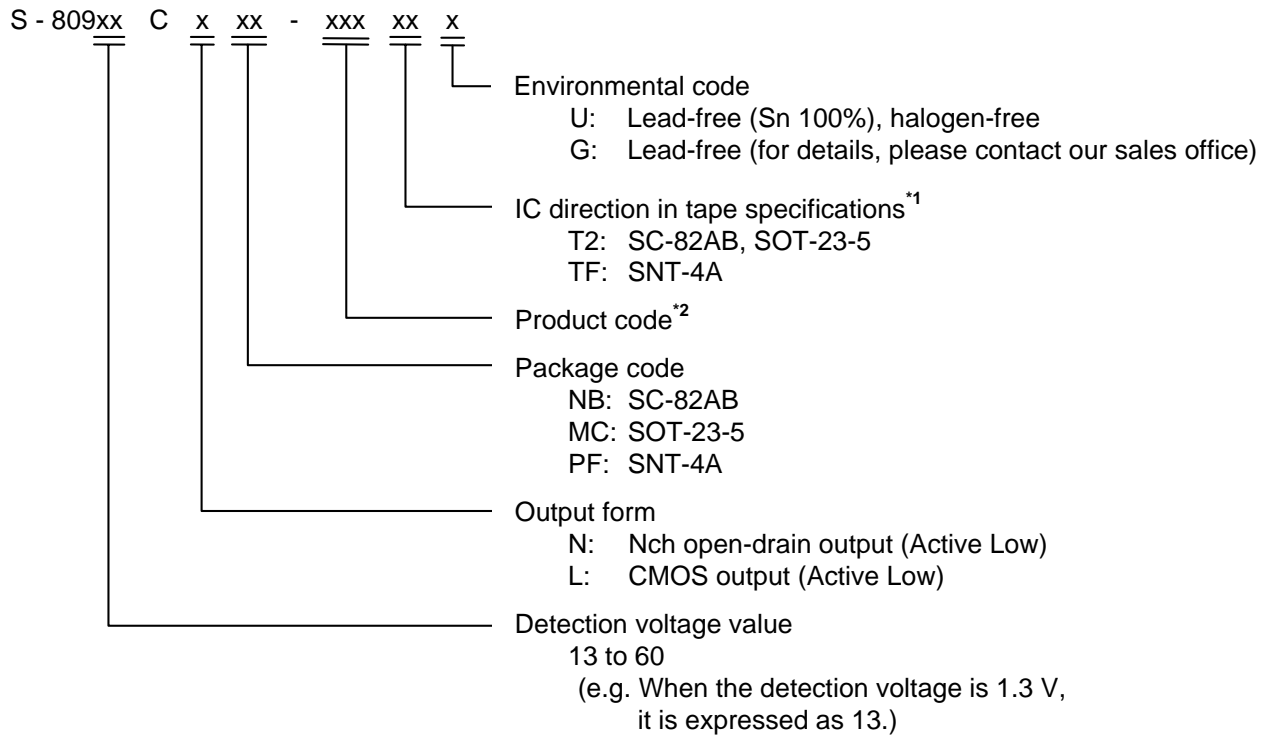 S - 809xx C x xx - xxx xx x
Environmental code
U: Lead-free (Sn 100%), halogen-free
G: Lead-free (for details, please contact our sales office)
IC direction in tape specifications*1
T2: SC-82AB, SOT-23-5
TF: SNT-4A
Product code*2
Package code
NB: SC-82AB
MC: SOT-23-5
PF: SNT-4A
Output form
N: Nch open-drain output (Active Low)
L: CMOS output (Active Low)
Detection voltage value
13 to 60
(e.g. When the detection voltage is 1.3 V,
it is expressed as 13.)